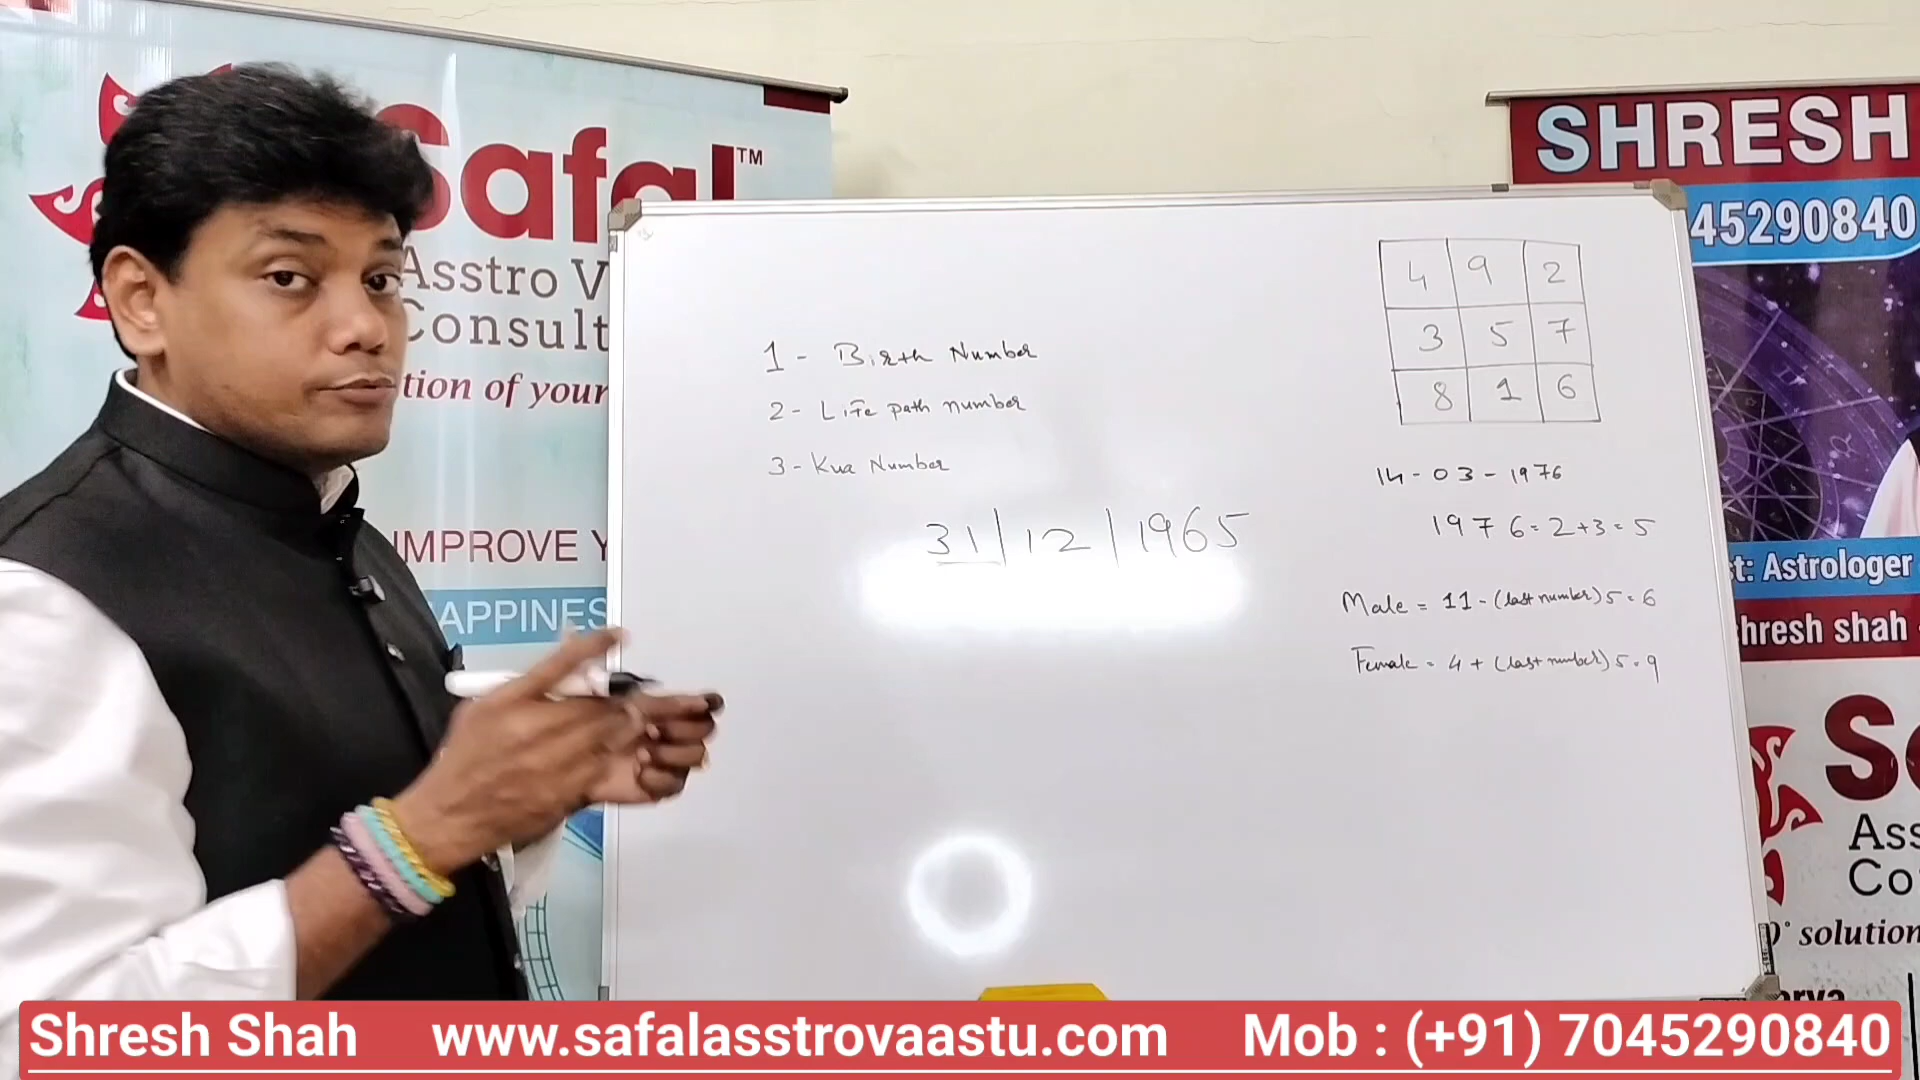 Safal™
Asstro V
Consult
tion of your
IMPROVE Y
APPINES
SHRESH
45290840
t: Astrologer
hresh shah
1 - Birth Number
2 - Life path number
3 - Kua Number
31 | 12 | 1965
4 9 2
3 5 7
8 1 6
14 - 03 - 1976
1976 = 2+3 = 5
Male = 11 - (last number) 5 = 6
Female = 4 + (last number) 5 = 9
Ass
Co
° solution
Shresh Shah www.safalasstrovaastu.com Mob : (+91) 7045290840